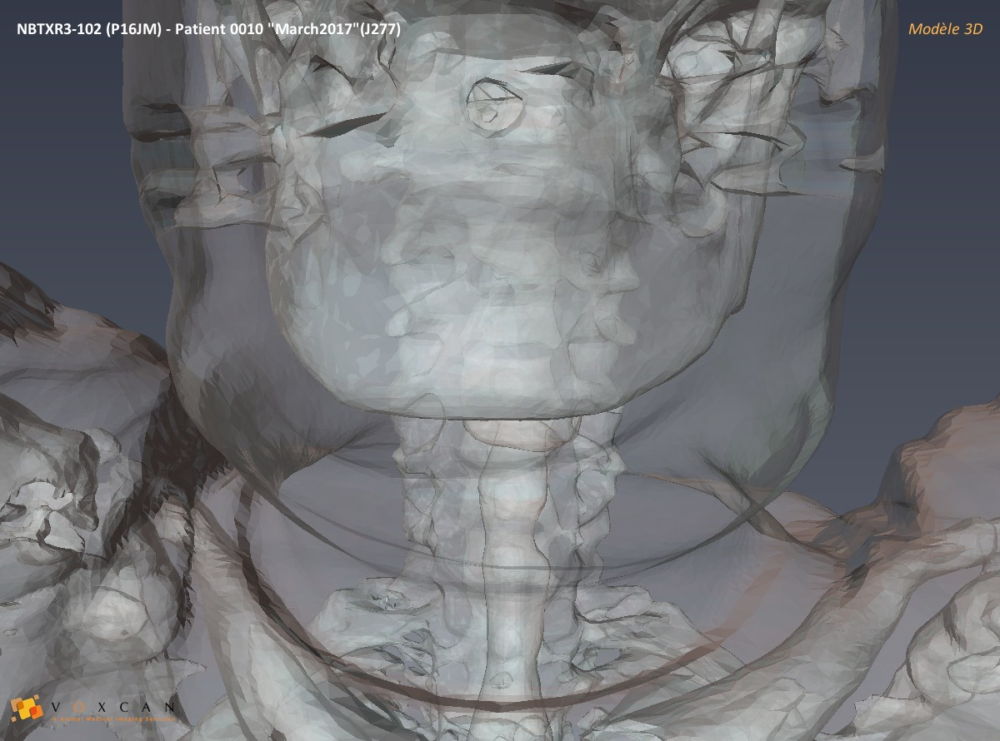 NBTXR3-102 (P16JM) - Patient 0010 "March2017"(J277)
Modèle 3D
VOXCAN